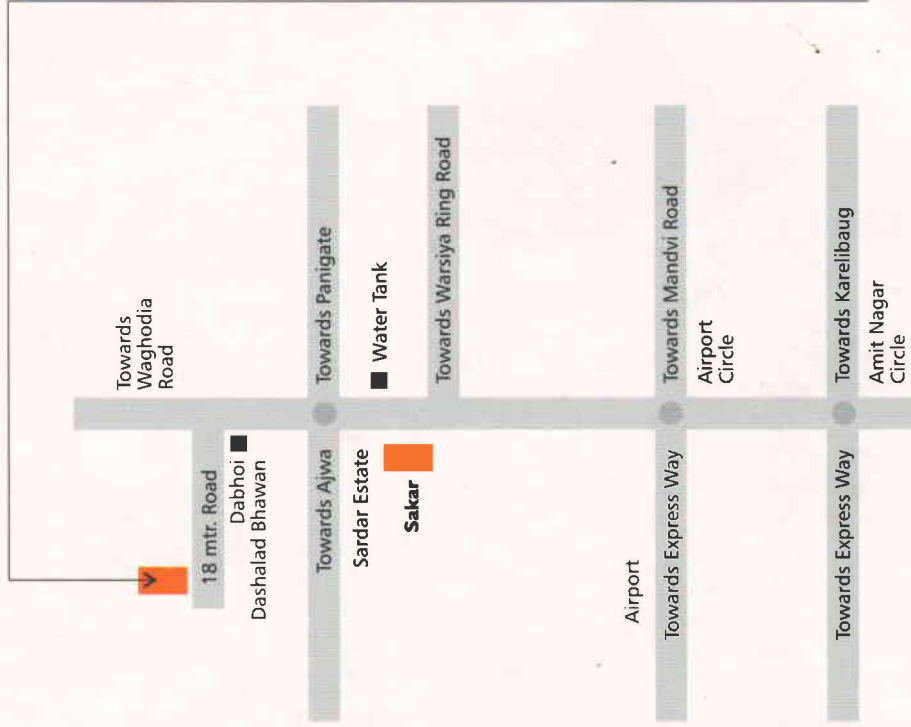 Towards
Waghodia
Road
18 mtr. Road
Dabhoi
Dashalad Bhawan
Towards Ajwa
Towards Panigate
Sardar Estate
Water Tank
Sakar
Towards Warsiya Ring Road
Airport
Towards Express Way
Towards Mandvi Road
Airport
Circle
Towards Express Way
Towards Karelibaug
Amit Nagar
Circle